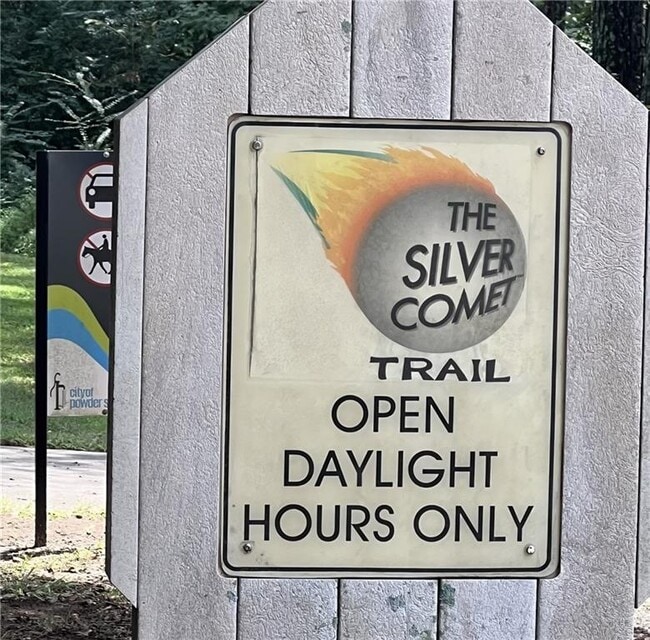 THE
SILVER
COMET
TRAIL
OPEN
DAYLIGHT
HOURS ONLY
city of
powder s